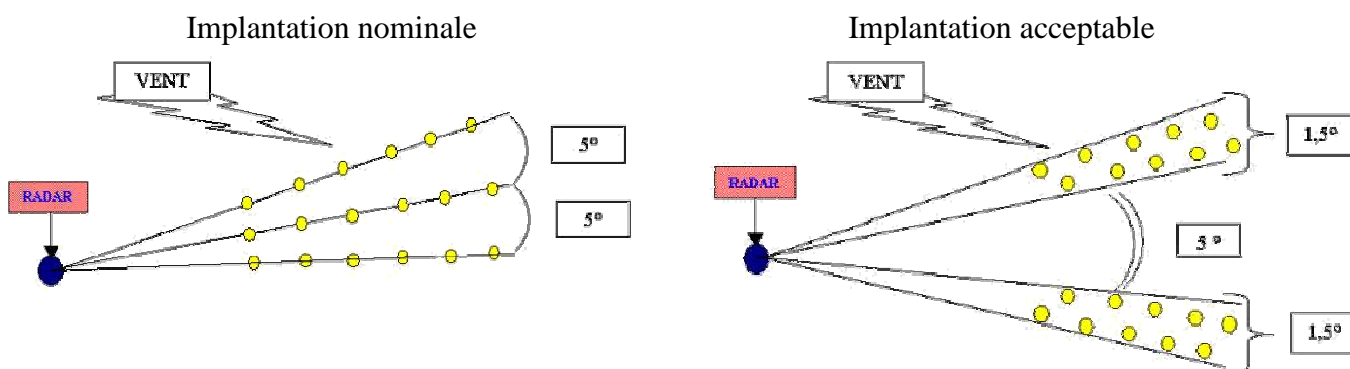 Implantation nominale
VENT
5°
RADAR
5°
Implantation acceptable
VENT
1,5°
RADAR
5 °
1,5°